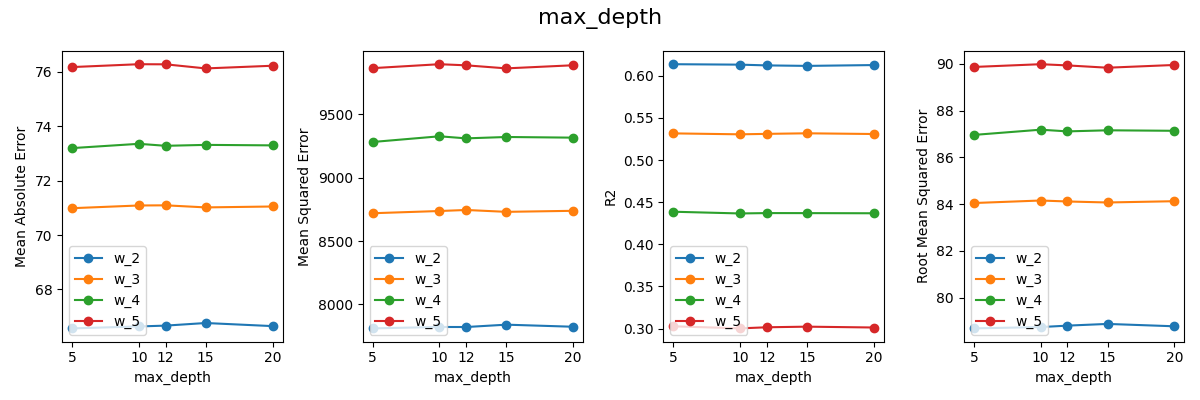 max_depth
Mean Absolute Error
76
74
72
70
68
w_2
w_3
w_4
w_5
5
10
12
15
20
max_depth
Mean Squared Error
9500
9000
8500
8000
w_2
w_3
w_4
w_5
5
10
12
15
20
max_depth
R2
0.60
0.55
0.50
0.45
0.40
0.35
0.30
w_2
w_3
w_4
w_5
5
10
12
15
20
max_depth
Root Mean Squared Error
90
88
86
84
82
80
w_2
w_3
w_4
w_5
5
10
12
15
20
max_depth